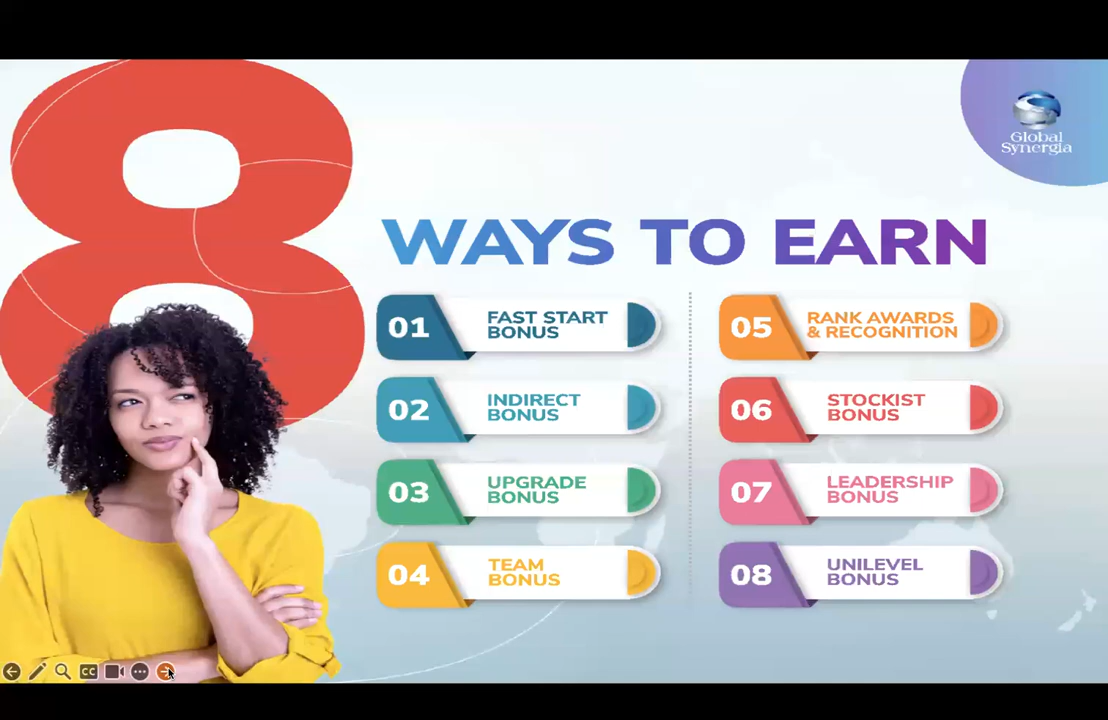 8
Global
Synergia
WAYS TO EARN
01
FAST START
BONUS
02
INDIRECT
BONUS
03
UPGRADE
BONUS
04
TEAM
BONUS
05
RANK AWARDS
& RECOGNITION
06
STOCKIST
BONUS
07
LEADERSHIP
BONUS
08
UNILEVEL
BONUS
CC